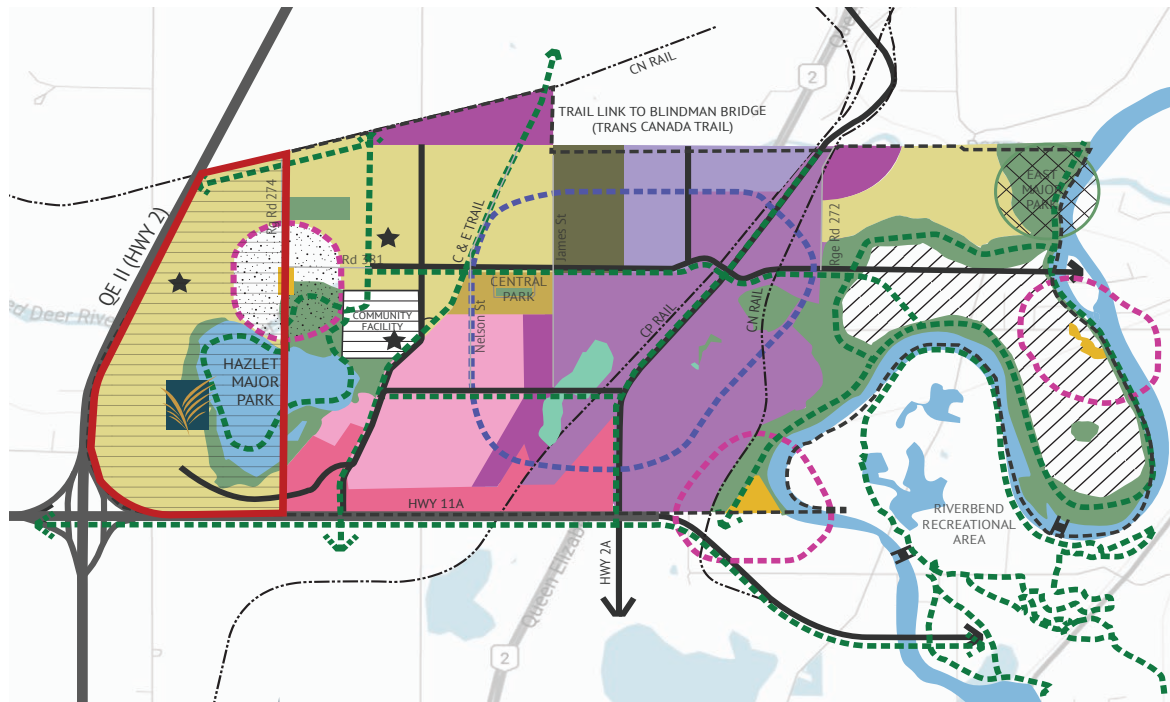 CN RAIL
2
TRAIL LINK TO BLINDMAN BRIDGE
(TRANS CANADA TRAIL)
EAST
MAJOR
PARK
Rg Rd 274
QE II (HWY 2)
C & E TRAIL
James St
Rge Rd 272
Rd 381
CENTRAL
PARK
COMMUNITY
FACILITY
Nelson St
CP RAIL
CN RAIL
ed Deer River
HAZLET
MAJOR
PARK
HWY 11A
RIVERBEND
RECREATIONAL
AREA
HWY 2A
Queen Elizab
2